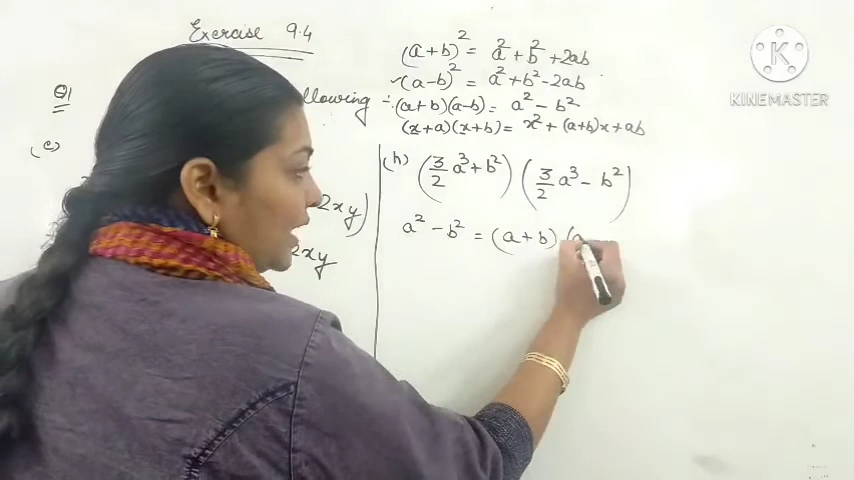 Exercise 9.4
(a+b)² = a² + b² + 2ab
(a-b)² = a² + b² - 2ab
(a+b)(a-b) = a² - b²
(x+a)(x+b) = x² + (a+b)x + ab
Q1
(e)
2xy)
2xy
(h) (3/2 a³ + b²) (3/2 a³ - b²)
a² - b² = (a+b) (a
K
KINEMASTER